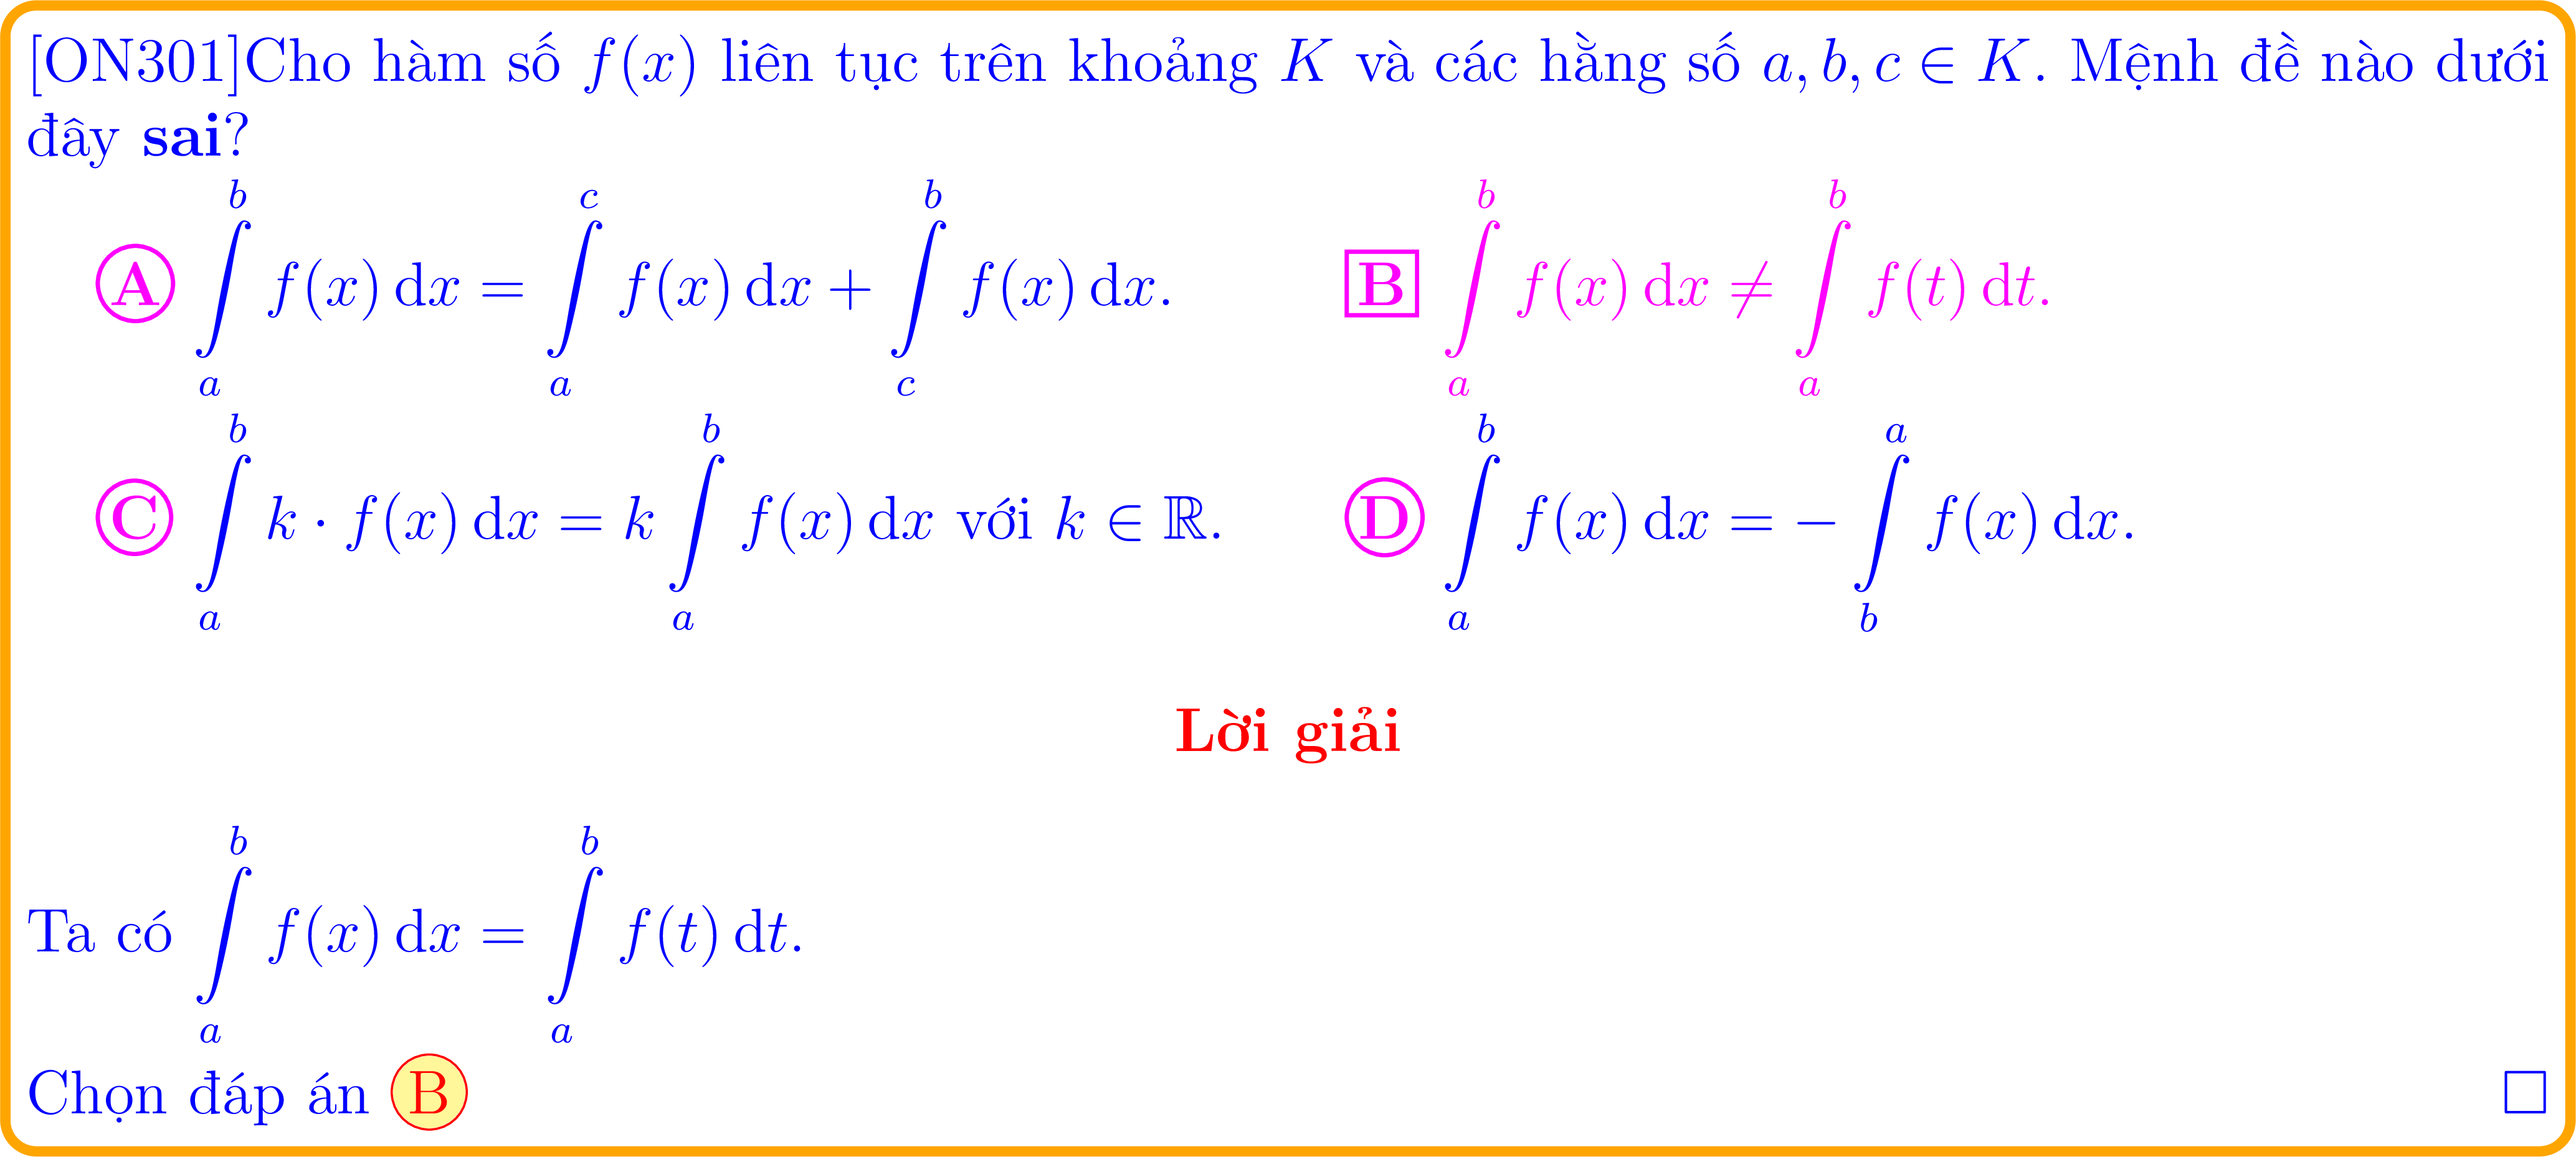 [ON301]Cho hàm số $f(x)$ liên tục trên khoảng $K$ và các hằng số $a, b, c \in K$. Mệnh đề nào dưới
đây sai?
A $\int\limits_a^b f(x)\,\mathrm{d}x = \int\limits_a^c f(x)\,\mathrm{d}x + \int\limits_c^b f(x)\,\mathrm{d}x.$ B $\int\limits_a^b f(x)\,\mathrm{d}x \neq \int\limits_a^b f(t)\,\mathrm{d}t.$
C $\int\limits_a^b k \cdot f(x)\,\mathrm{d}x = k \int\limits_a^b f(x)\,\mathrm{d}x$ với $k \in \mathbb{R}$. D $\int\limits_a^b f(x)\,\mathrm{d}x = -\int\limits_b^a f(x)\,\mathrm{d}x.$
Lời giải
Ta có $\int\limits_a^b f(x)\,\mathrm{d}x = \int\limits_a^b f(t)\,\mathrm{d}t.$
Chọn đáp án B □